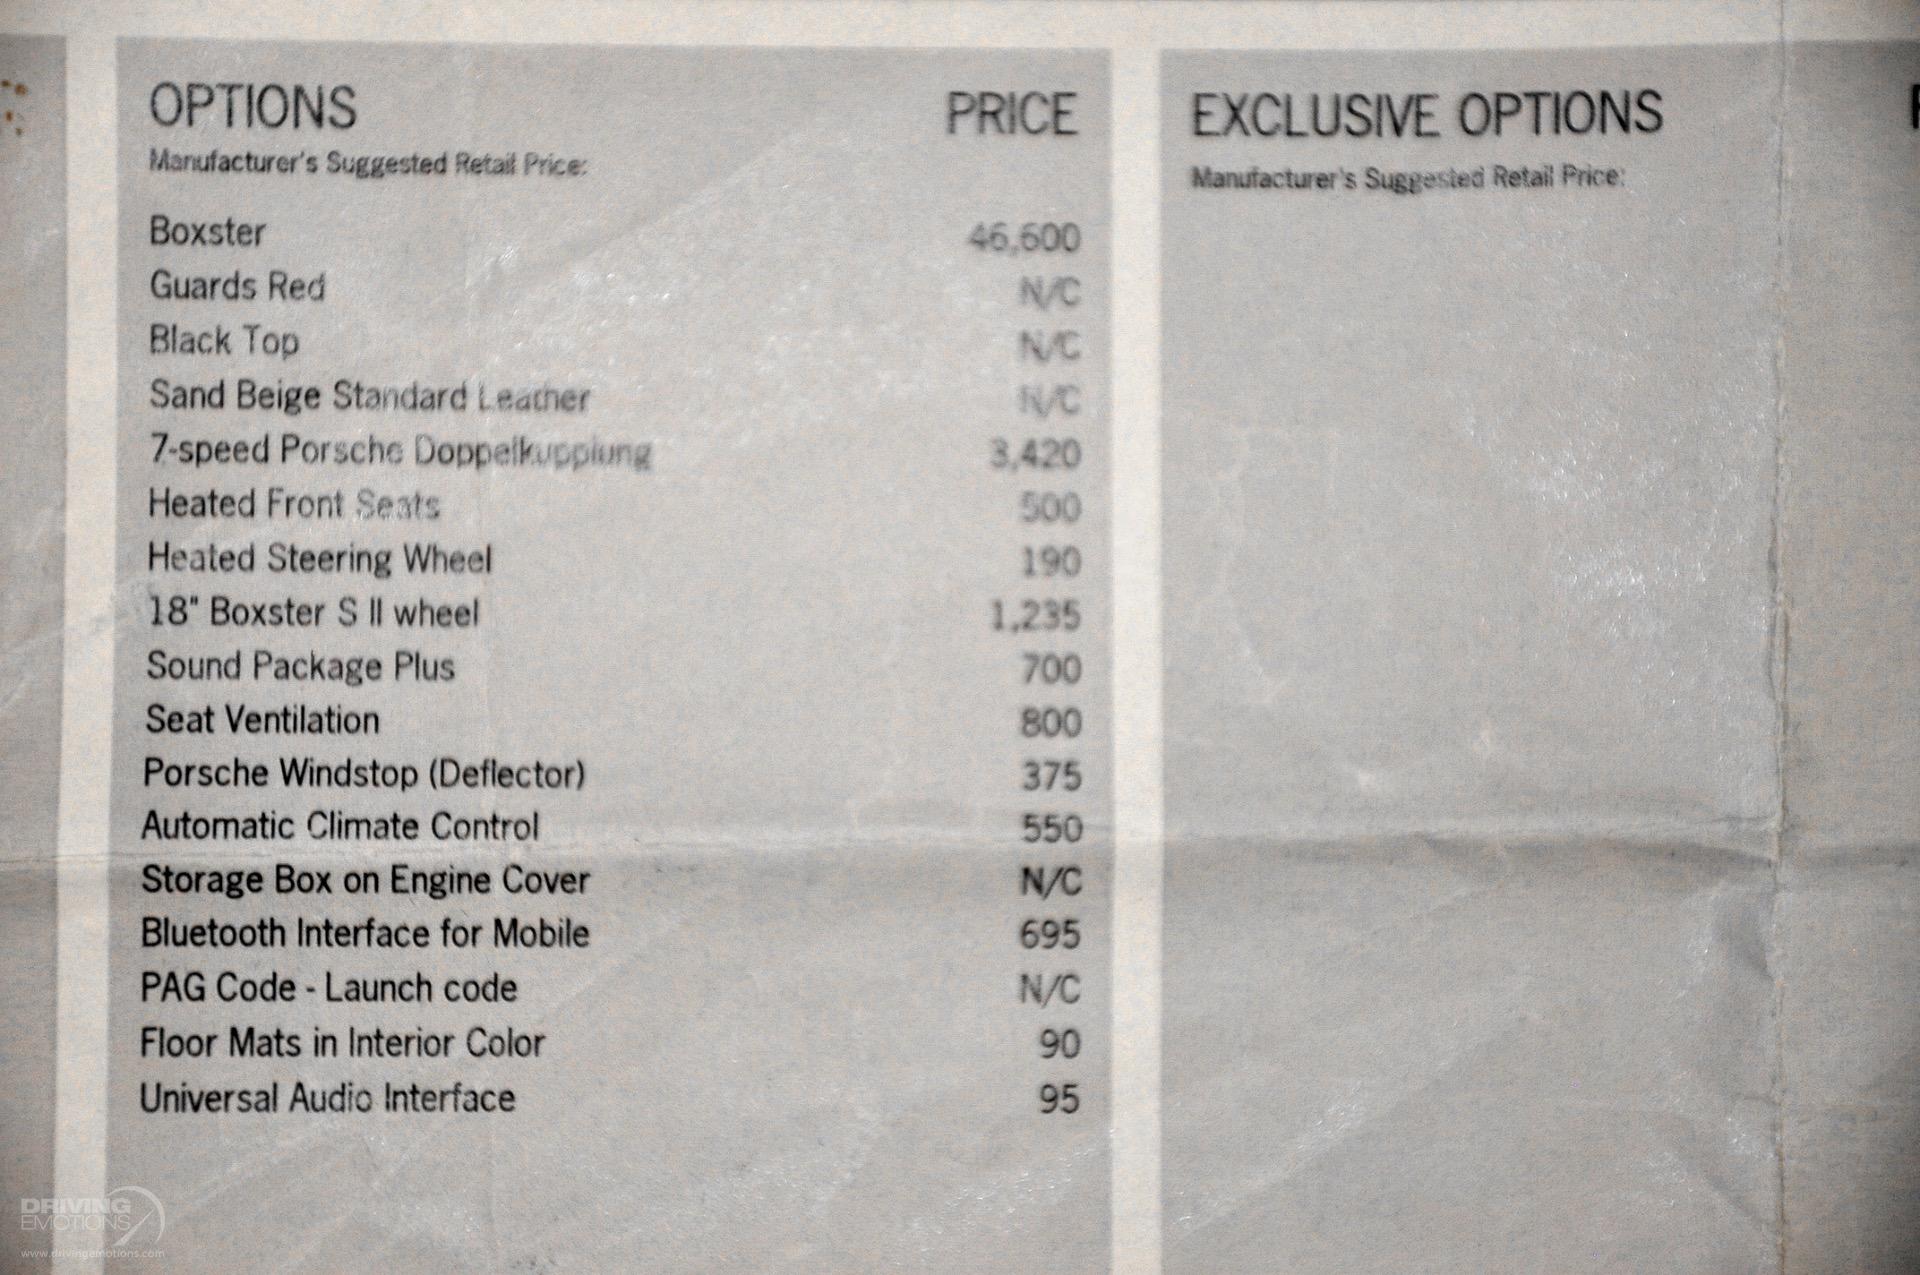 OPTIONS PRICE
Manufacturer's Suggested Retail Price:
Boxster 46,600
Guards Red N/C
Black Top N/C
Sand Beige Standard Leather N/C
7-speed Porsche Doppelkupplung 3,420
Heated Front Seats 500
Heated Steering Wheel 190
18" Boxster S II wheel 1,235
Sound Package Plus 700
Seat Ventilation 800
Porsche Windstop (Deflector) 375
Automatic Climate Control 550
Storage Box on Engine Cover N/C
Bluetooth Interface for Mobile 695
PAG Code - Launch code N/C
Floor Mats in Interior Color 90
Universal Audio Interface 95
EXCLUSIVE OPTIONS
Manufacturer's Suggested Retail Price:
DRIVING
EMOTIONS
www.drivingemotions.com